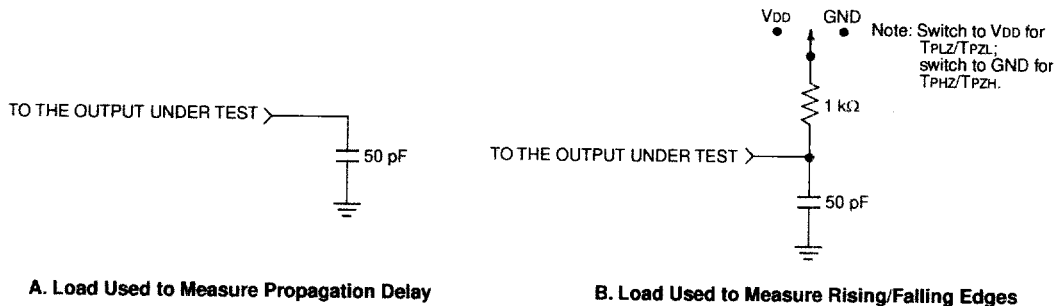 VDD GND
Note: Switch to VDD for
TPLZ/TPZL;
switch to GND for
TPHZ/TPZH.
1 kΩ
TO THE OUTPUT UNDER TEST
50 pF
TO THE OUTPUT UNDER TEST
50 pF
A. Load Used to Measure Propagation Delay
B. Load Used to Measure Rising/Falling Edges